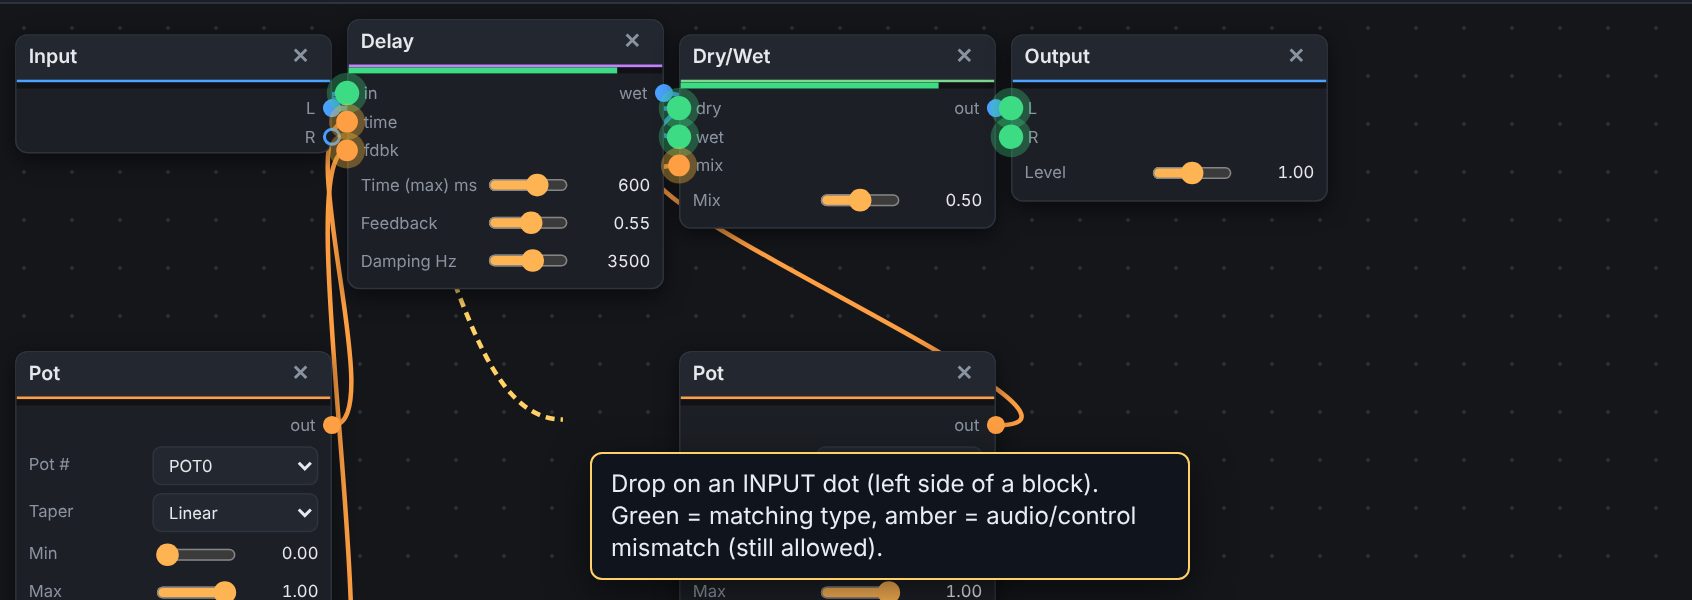 Input
L
R
Delay
in
wet
time
fdbk
Time (max) ms 600
Feedback 0.55
Damping Hz 3500
Dry/Wet
dry
out
wet
mix
Mix 0.50
Output
L
R
Level 1.00
Pot
out
Pot # POT0
Taper Linear
Min 0.00
Max 1.00
Pot
out
Drop on an INPUT dot (left side of a block).
Green = matching type, amber = audio/control
mismatch (still allowed).
Max 1.00